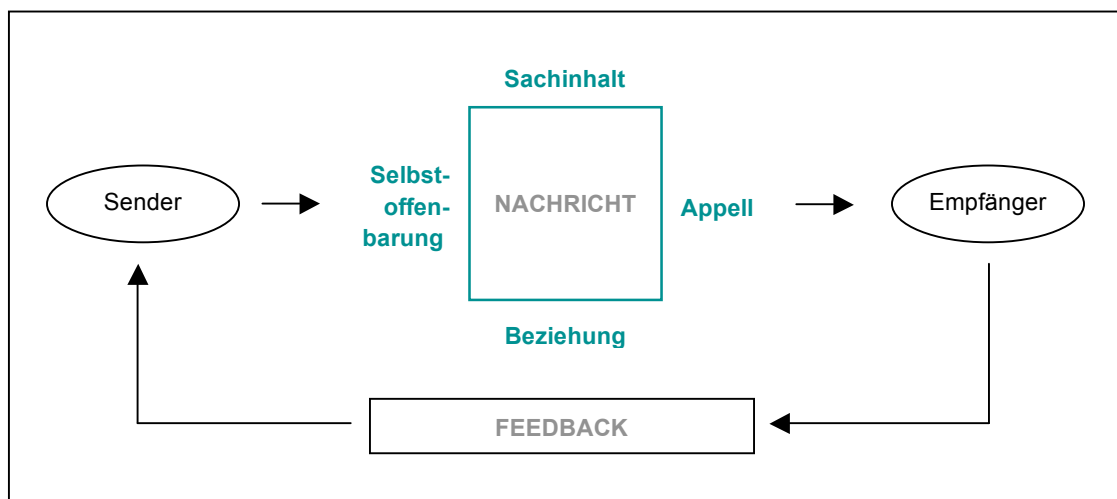 Sachinhalt
Sender
Selbst-
offen-
barung
NACHRICHT
Appell
Empfänger
Beziehung
FEEDBACK